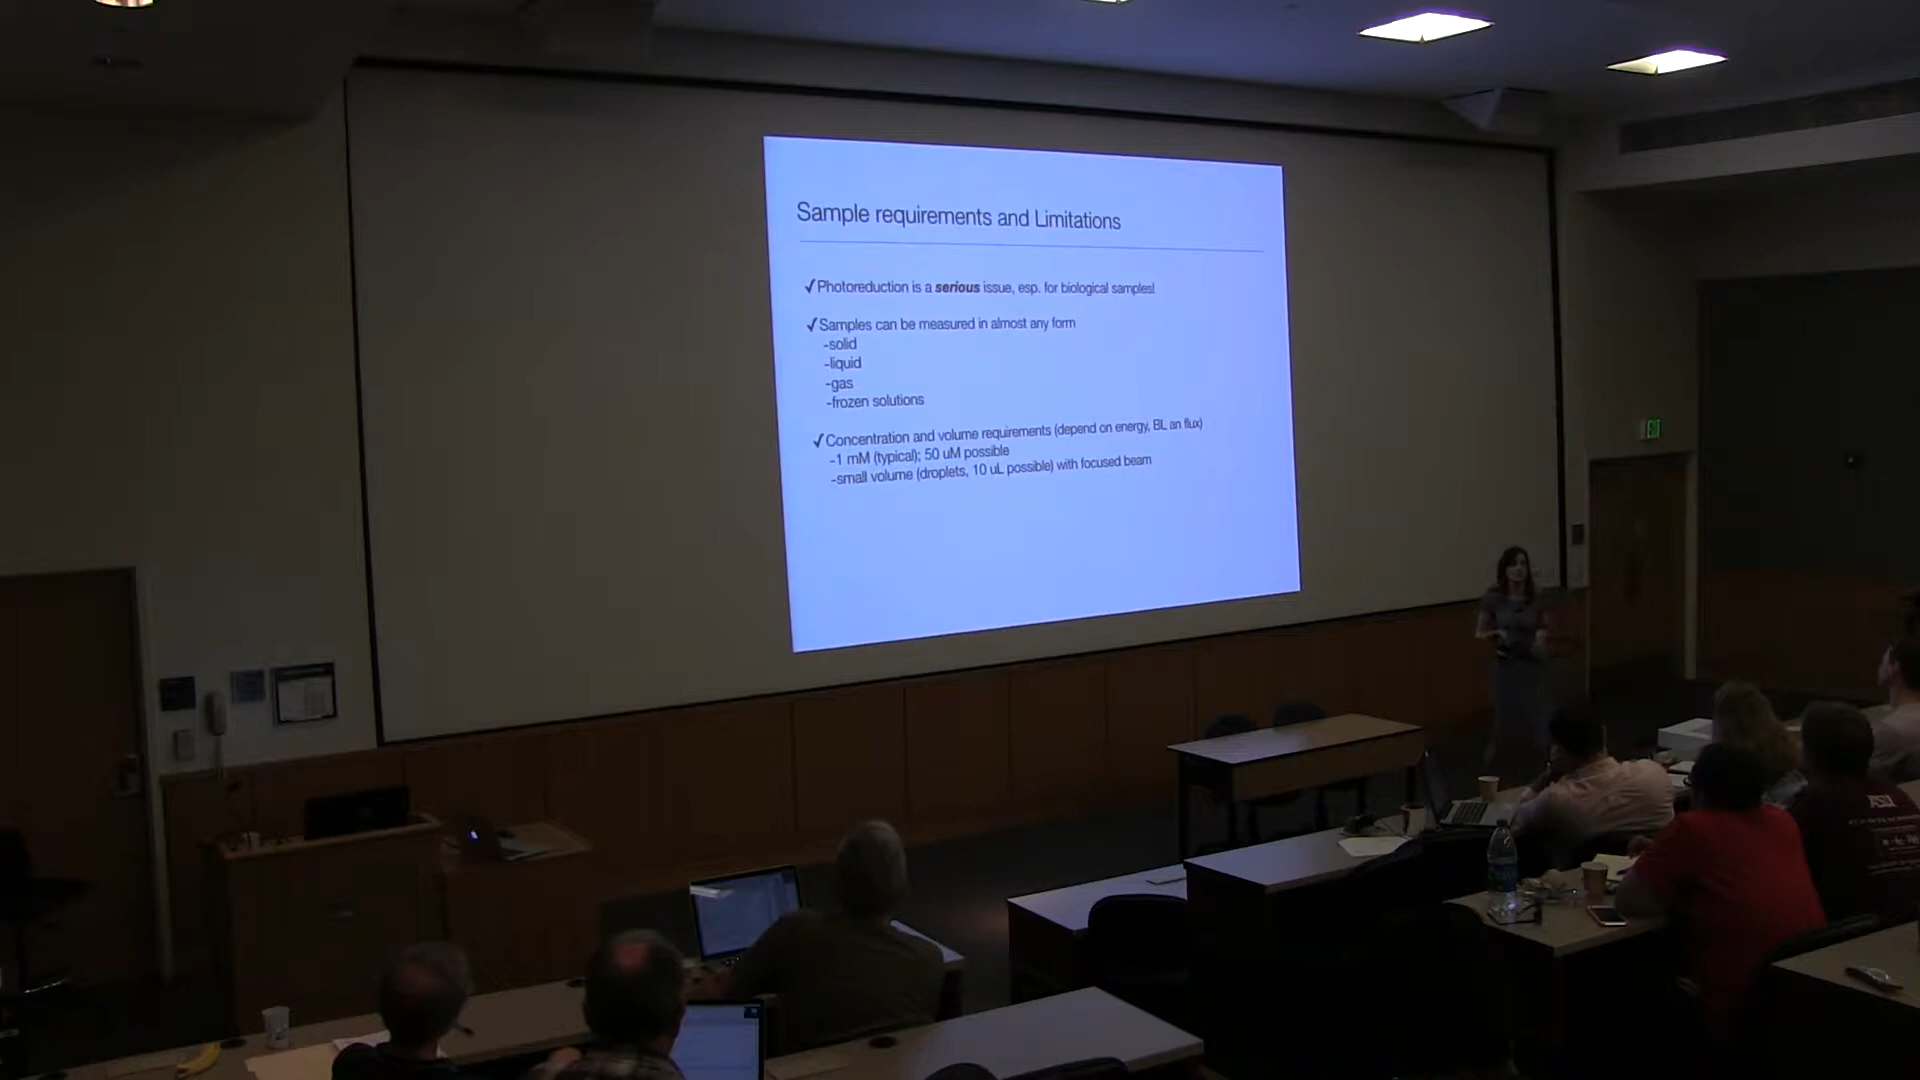 Sample requirements and Limitations
✓Photoreduction is a serious issue, esp. for biological samples!
✓Samples can be measured in almost any form
-solid
-liquid
-gas
-frozen solutions
✓Concentration and volume requirements (depend on energy, BL an flux)
-1 mM (typical); 50 uM possible
-small volume (droplets, 10 uL possible) with focused beam
ASU